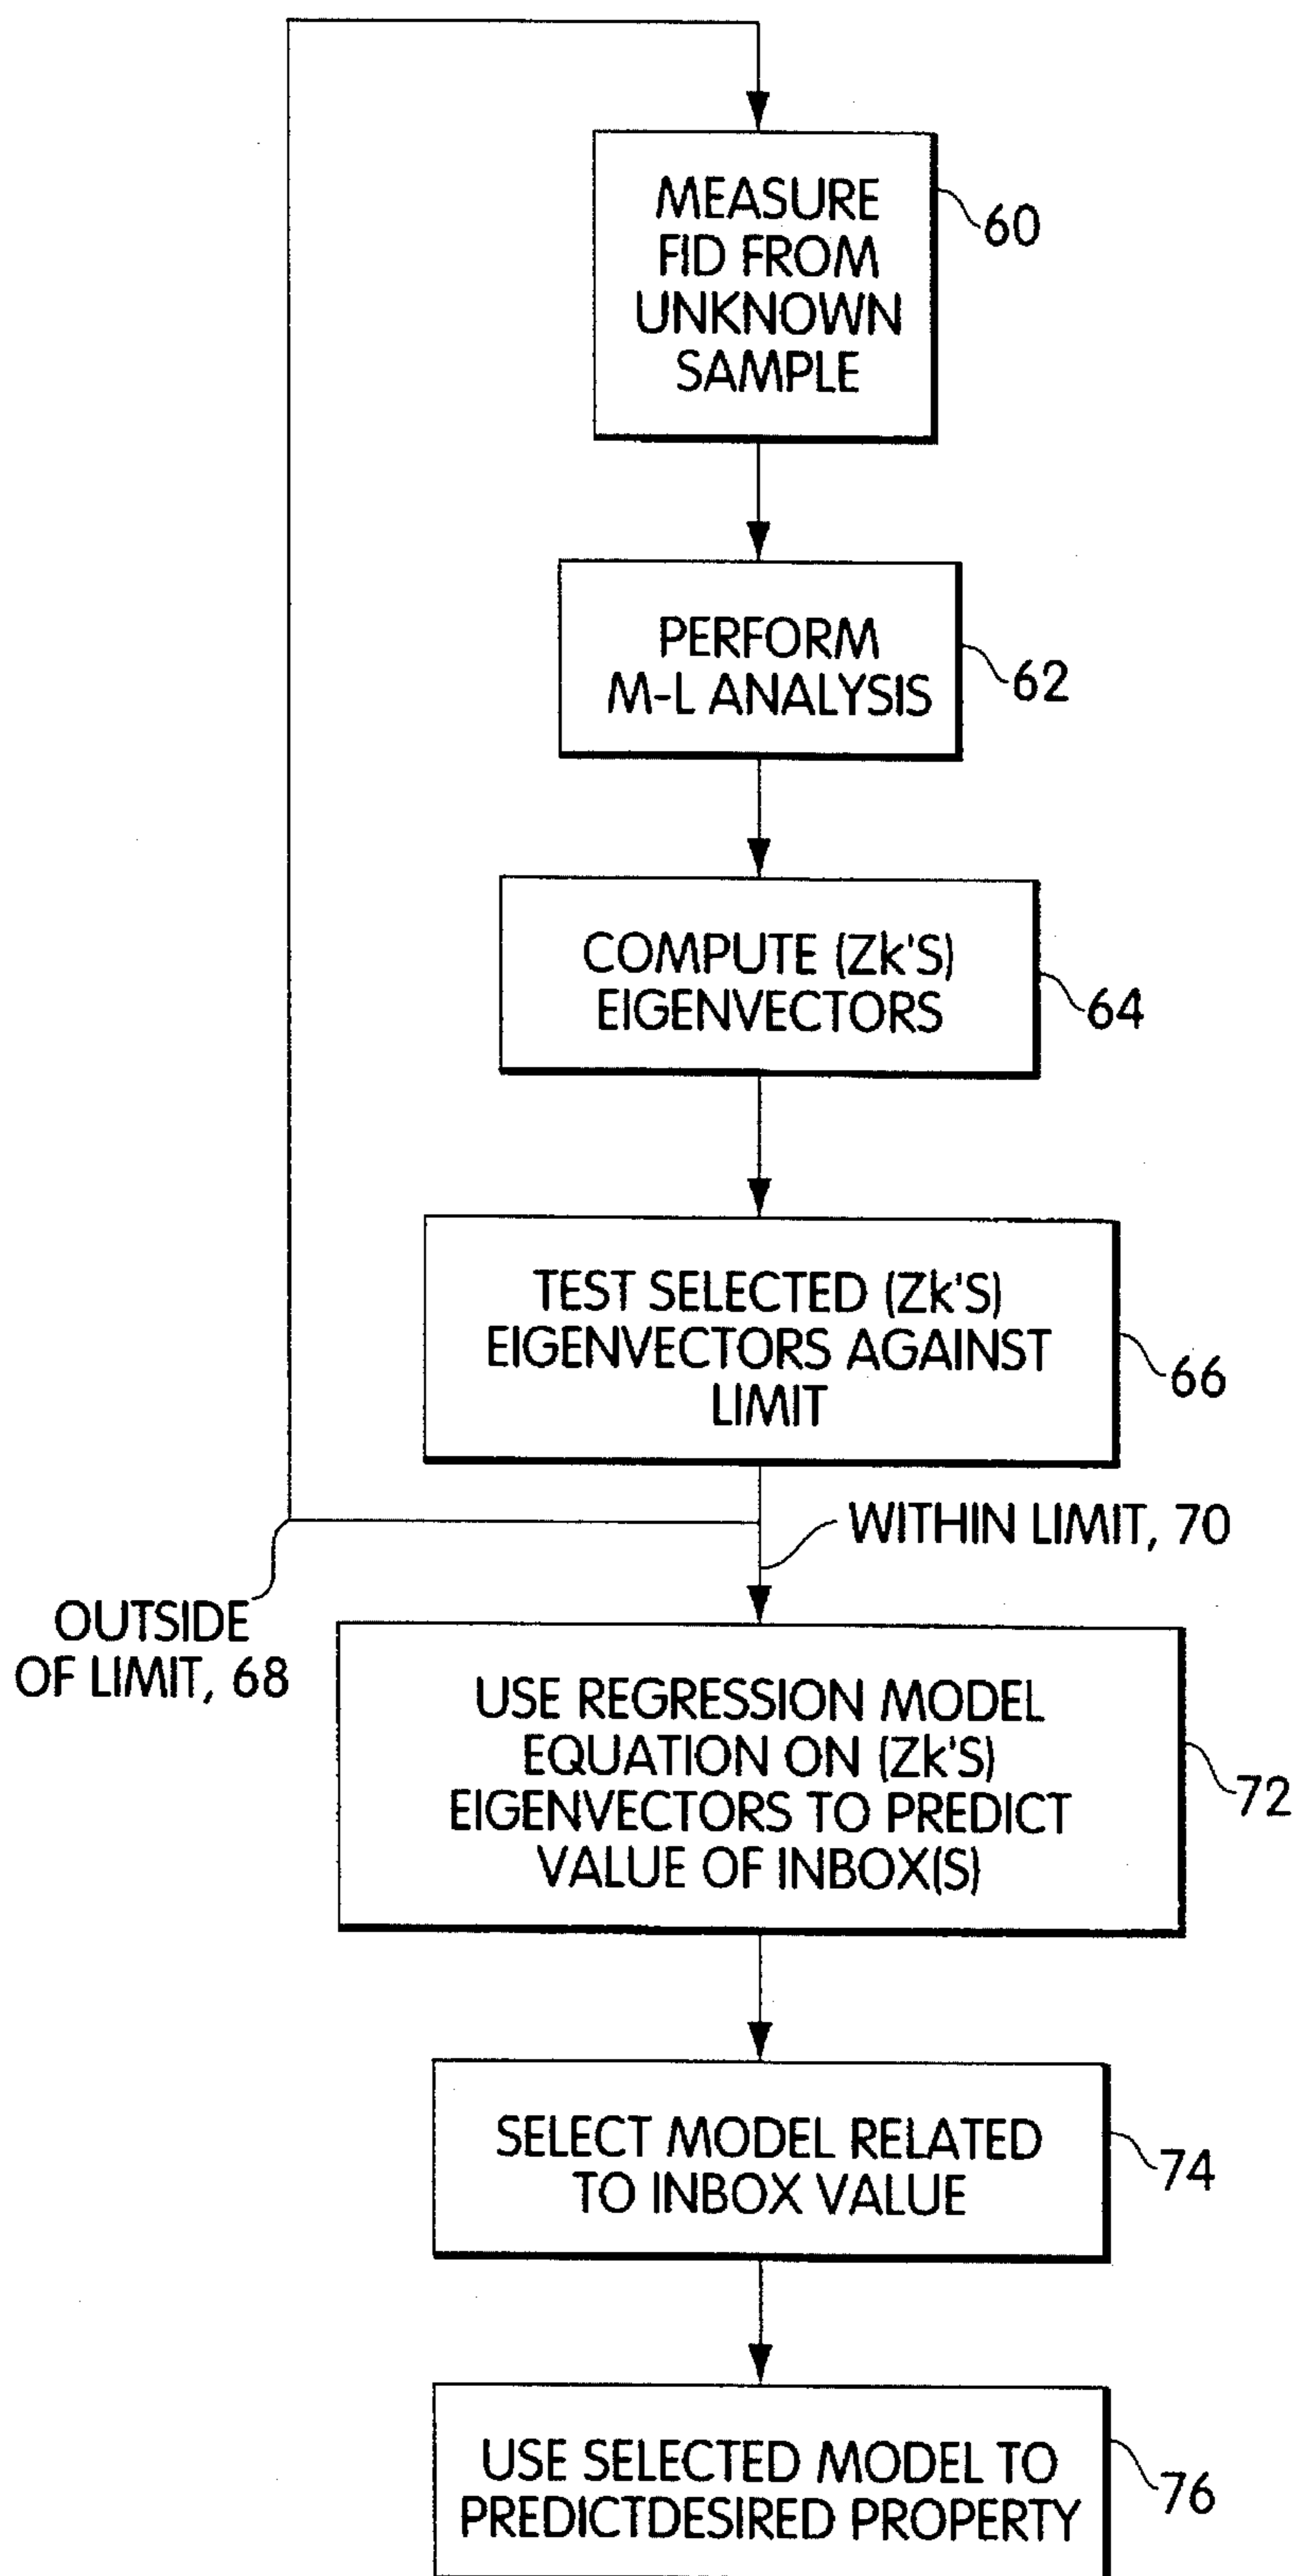 MEASURE
FID FROM
UNKNOWN
SAMPLE
60
PERFORM
M-L ANALYSIS
62
COMPUTE (Zk'S)
EIGENVECTORS
64
TEST SELECTED (Zk'S)
EIGENVECTORS AGAINST
LIMIT
66
WITHIN LIMIT, 70
OUTSIDE
OF LIMIT, 68
USE REGRESSION MODEL
EQUATION ON (Zk'S)
EIGENVECTORS TO PREDICT
VALUE OF INBOX(S)
72
SELECT MODEL RELATED
TO INBOX VALUE
74
USE SELECTED MODEL TO
PREDICTDESIRED PROPERTY
76